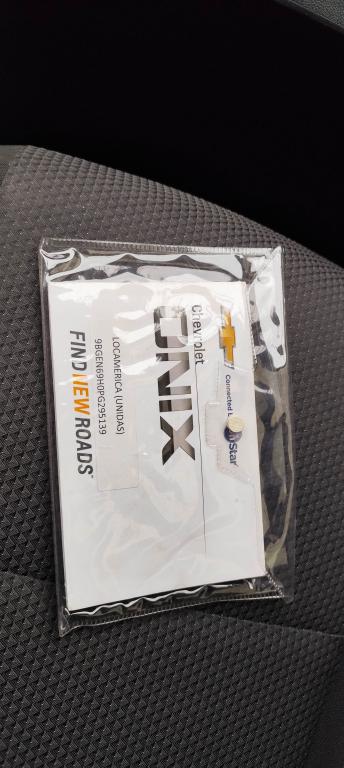 Connected
Star
Chevrolet
ONIX
LOCAMERICA (UNIDAS)
9BGEN69H0PG295139
FIND NEW ROADS